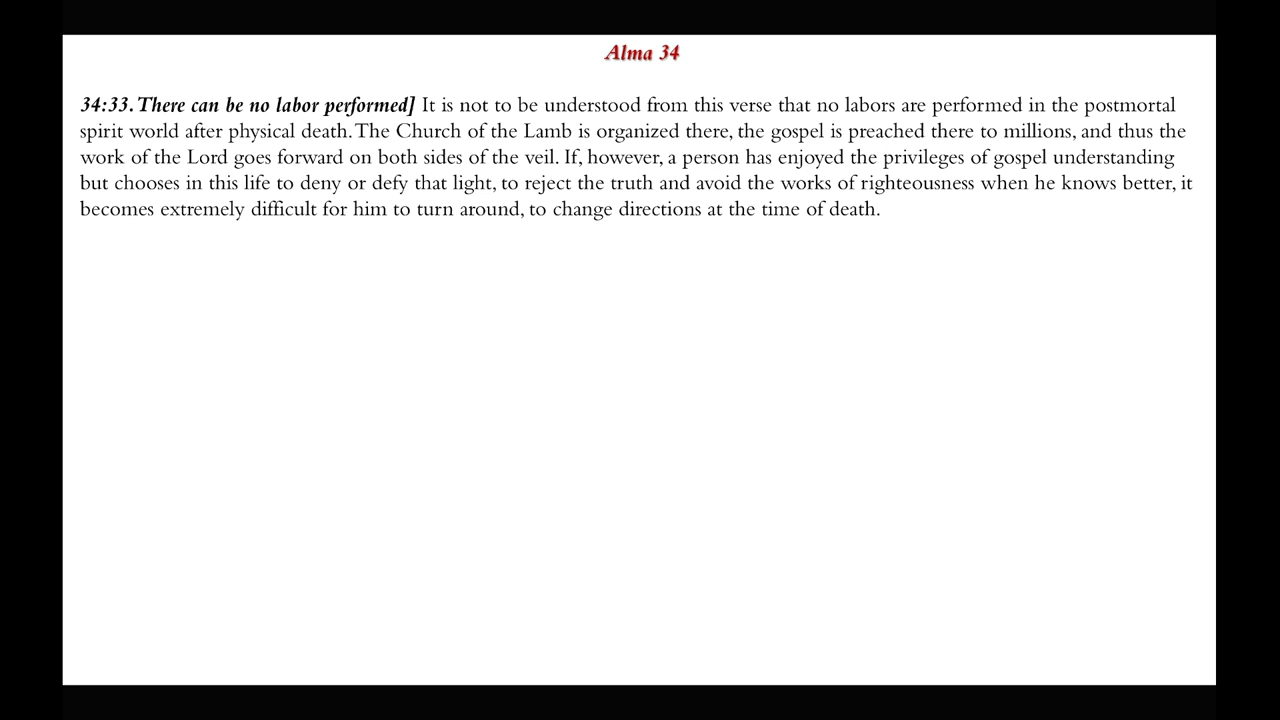 Alma 34
34:33. There can be no labor performed] It is not to be understood from this verse that no labors are performed in the postmortal
spirit world after physical death. The Church of the Lamb is organized there, the gospel is preached there to millions, and thus the
work of the Lord goes forward on both sides of the veil. If, however, a person has enjoyed the privileges of gospel understanding
but chooses in this life to deny or defy that light, to reject the truth and avoid the works of righteousness when he knows better, it
becomes extremely difficult for him to turn around, to change directions at the time of death.